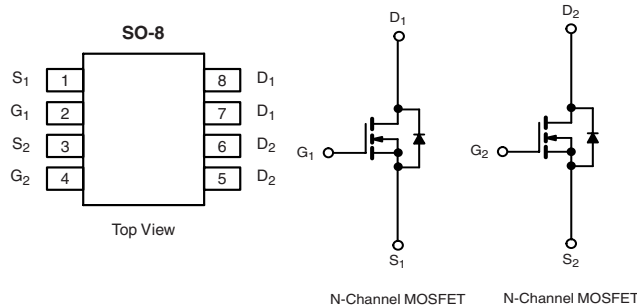 SO-8
S1 1 8 D1
G1 2 7 D1
S2 3 6 D2
G2 4 5 D2
Top View
D1
G1
S1
N-Channel MOSFET
D2
G2
S2
N-Channel MOSFET